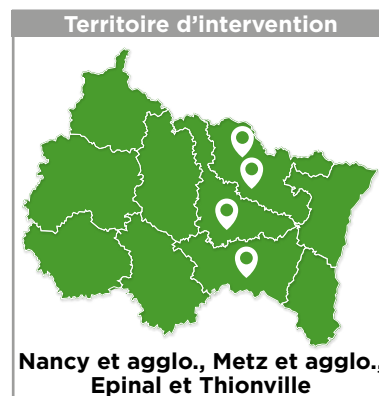 Territoire d'intervention
Nancy et agglo., Metz et agglo.,
Epinal et Thionville